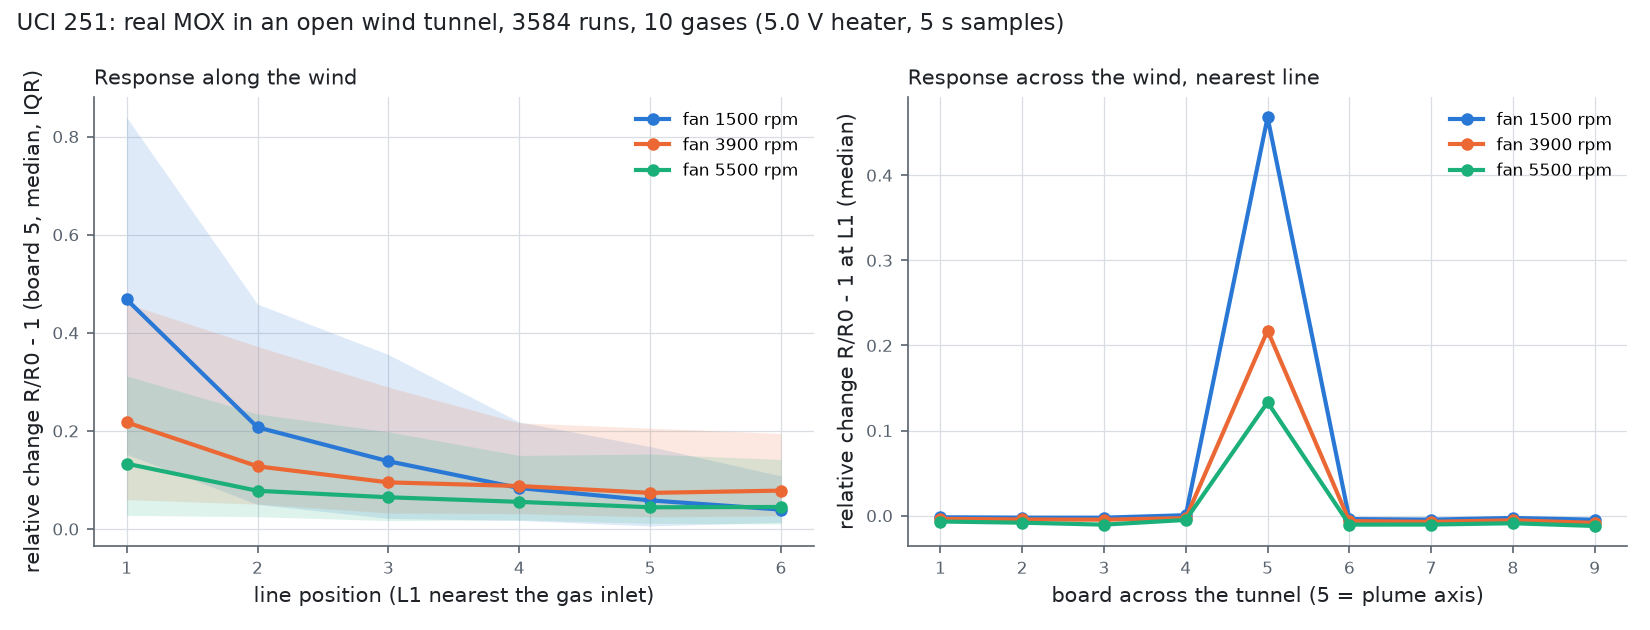 UCI 251: real MOX in an open wind tunnel, 3584 runs, 10 gases (5.0 V heater, 5 s samples)
Response along the wind
relative change R/R0 - 1 (board 5, median, IQR)
0.8
0.6
0.4
0.2
0.0
fan 1500 rpm
fan 3900 rpm
fan 5500 rpm
1 2 3 4 5 6
line position (L1 nearest the gas inlet)
Response across the wind, nearest line
relative change R/R0 - 1 at L1 (median)
0.4
0.3
0.2
0.1
0.0
fan 1500 rpm
fan 3900 rpm
fan 5500 rpm
1 2 3 4 5 6 7 8 9
board across the tunnel (5 = plume axis)